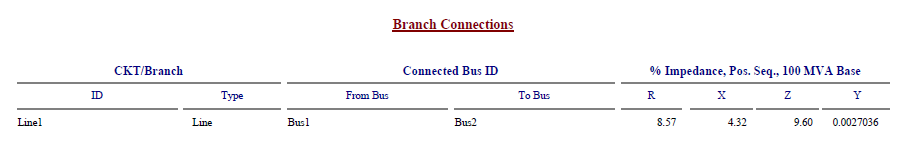 Branch Connections
CKT/Branch Connected Bus ID % Impedance, Pos. Seq., 100 MVA Base
ID Type From Bus To Bus R X Z Y
Line1 Line Bus1 Bus2 8.57 4.32 9.60 0.0027036